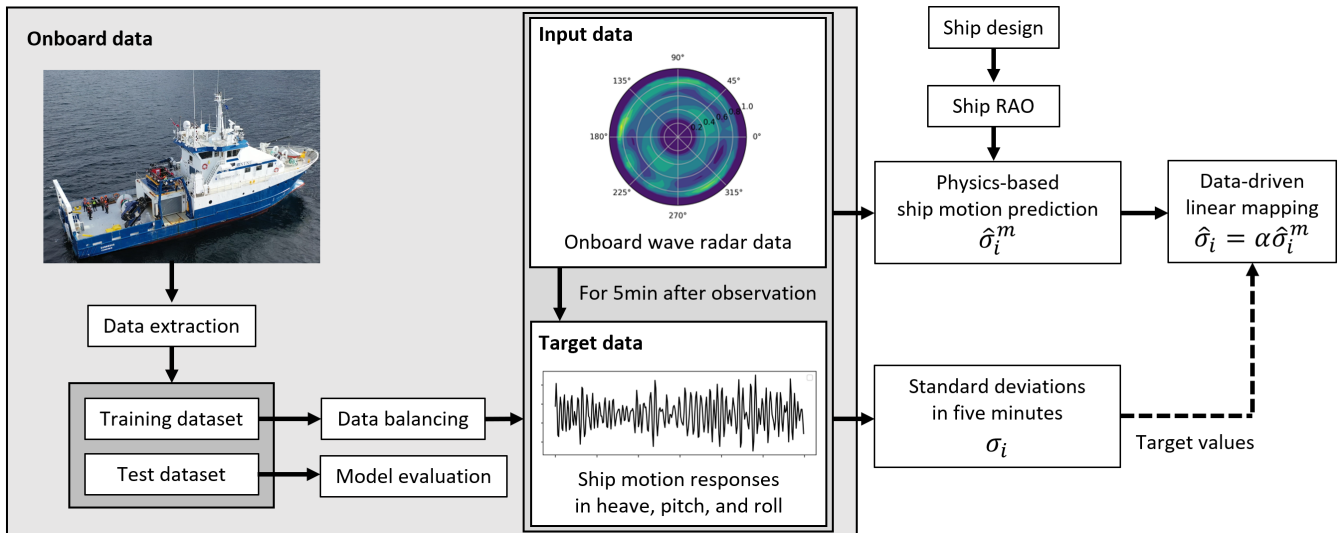 Onboard data
Data extraction
Training dataset
Test dataset
Data balancing
Model evaluation
Input data
90°
135°
45°
180°
0.2 0.4 0.6 0.8 1.0
0°
225°
315°
270°
Onboard wave radar data
For 5min after observation
Target data
Ship motion responses
in heave, pitch, and roll
Ship design
Ship RAO
Physics-based
ship motion prediction
σ̂ᵢᵐ
Data-driven
linear mapping
σ̂ᵢ = ασ̂ᵢᵐ
Standard deviations
in five minutes
σᵢ
Target values